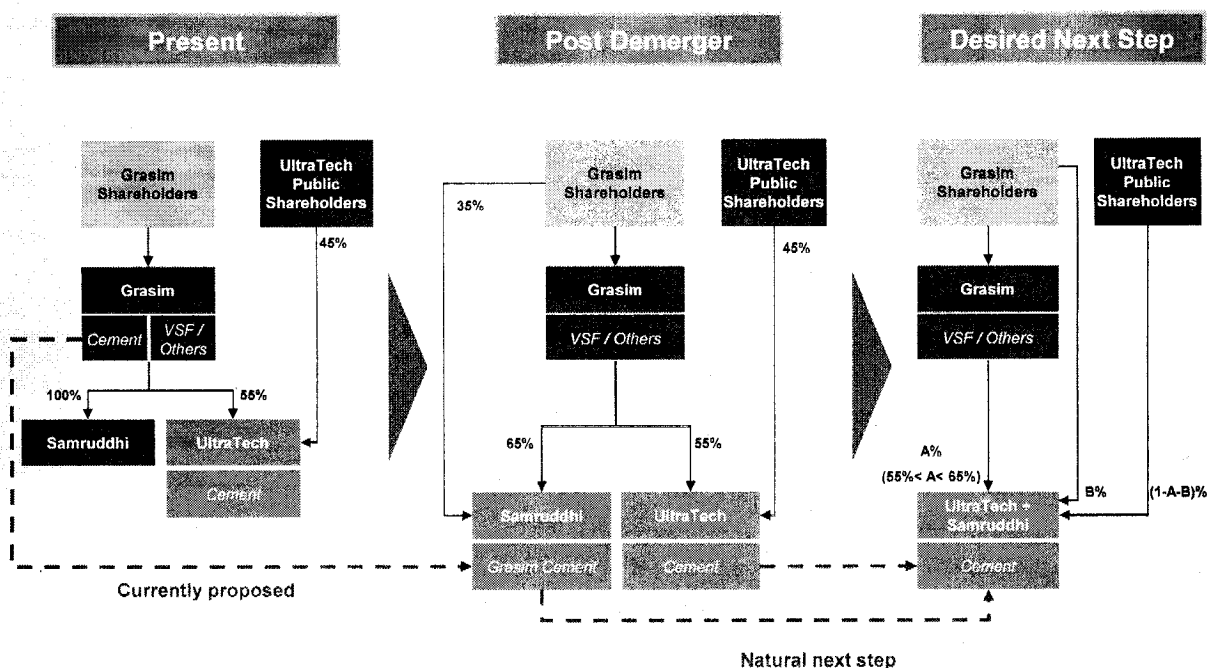 Present
Post Demerger
Desired Next Step
Grasim
Shareholders
UltraTech
Public
Shareholders
45%
Grasim
Cement
VSF /
Others
100%
55%
Samruddhi
UltraTech
Cement
Currently proposed
Grasim
Shareholders
UltraTech
Public
Shareholders
35%
45%
Grasim
VSF / Others
65%
55%
Samruddhi
UltraTech
Grasim Cement
Cement
Natural next step
Grasim
Shareholders
UltraTech
Public
Shareholders
Grasim
VSF / Others
A%
(55%< A< 65%)
B%
(1-A-B)%
UltraTech +
Samruddhi
Cement